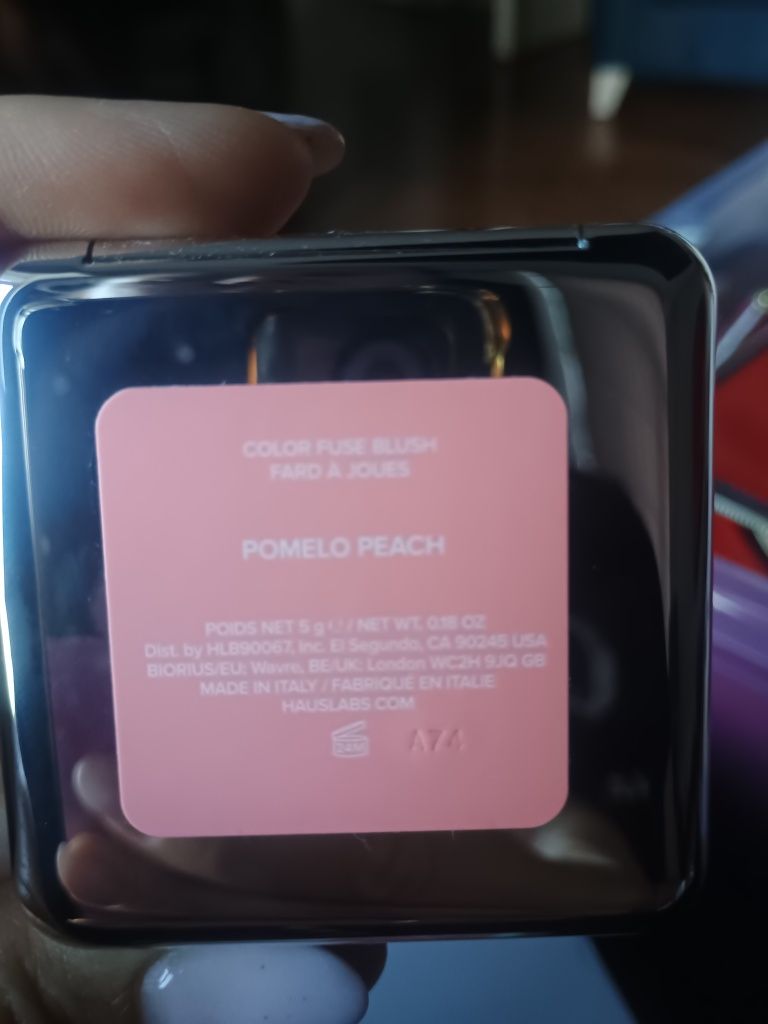 COLOR FUSE BLUSH
FARD À JOUES
POMELO PEACH
POIDS NET 5 g ℮ / NET WT. 0.18 OZ
Dist. by HLB90067, Inc. El Segundo, CA 90245 USA
BIORIUS/EU; Wavre, BE/UK: London WC2H 9JQ GB
MADE IN ITALY / FABRIQUÉ EN ITALIE
HAUSLABS.COM
24M A74